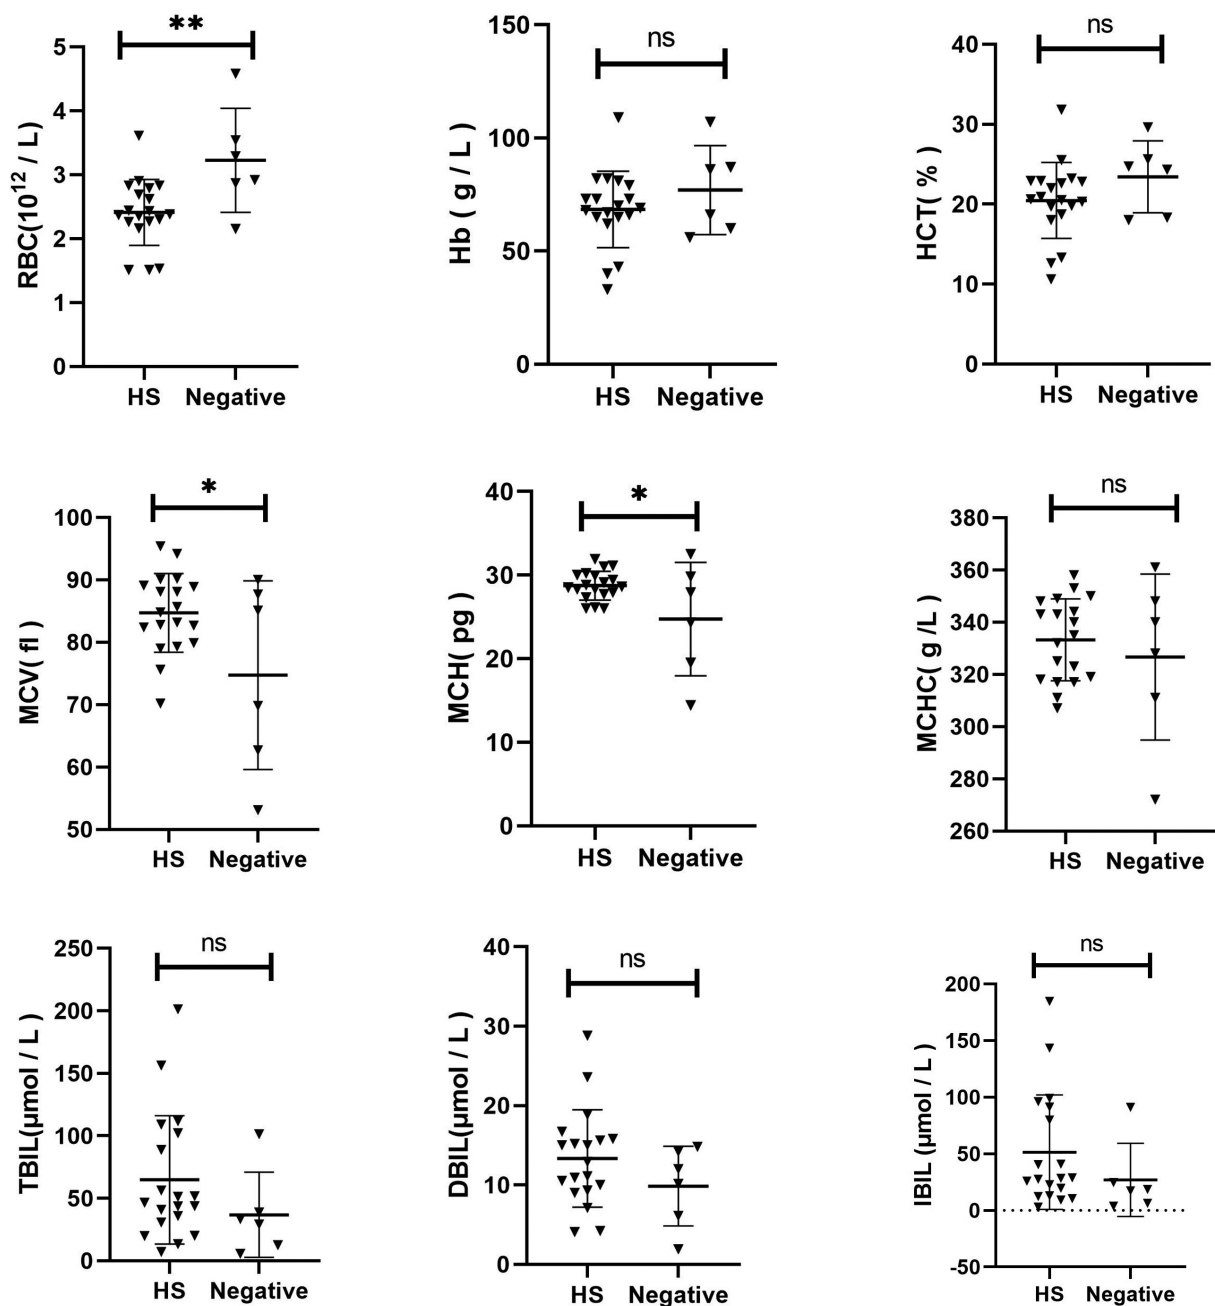 **
5
4
3
2
1
0
RBC(10¹² / L)
HS Negative
ns
150
100
50
0
Hb( g / L )
HS Negative
ns
40
30
20
10
0
HCT( % )
HS Negative
*
100
90
80
70
60
50
MCV( fl )
HS Negative
*
40
30
20
10
0
MCH( pg )
HS Negative
ns
380
360
340
320
300
280
260
MCHC( g /L )
HS Negative
ns
250
200
150
100
50
0
TBIL(μmol / L )
HS Negative
ns
40
30
20
10
0
DBIL(μmol / L )
HS Negative
ns
200
150
100
50
0
-50
IBIL (μmol / L )
HS Negative